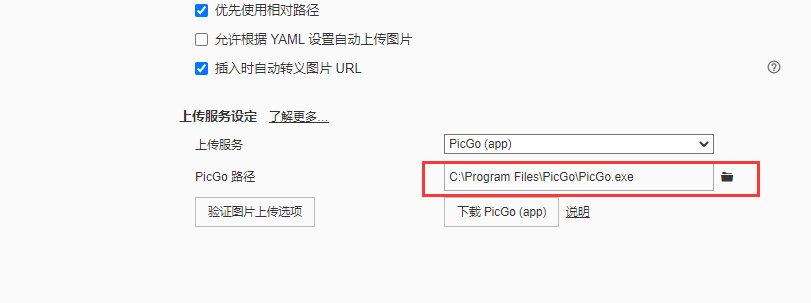 优先使用相对路径
允许根据 YAML 设置自动上传图片
插入时自动转义图片 URL
上传服务设定 了解更多...
上传服务 PicGo (app)
PicGo 路径 C:\Program Files\PicGo\PicGo.exe
验证图片上传选项 下载 PicGo (app) 说明